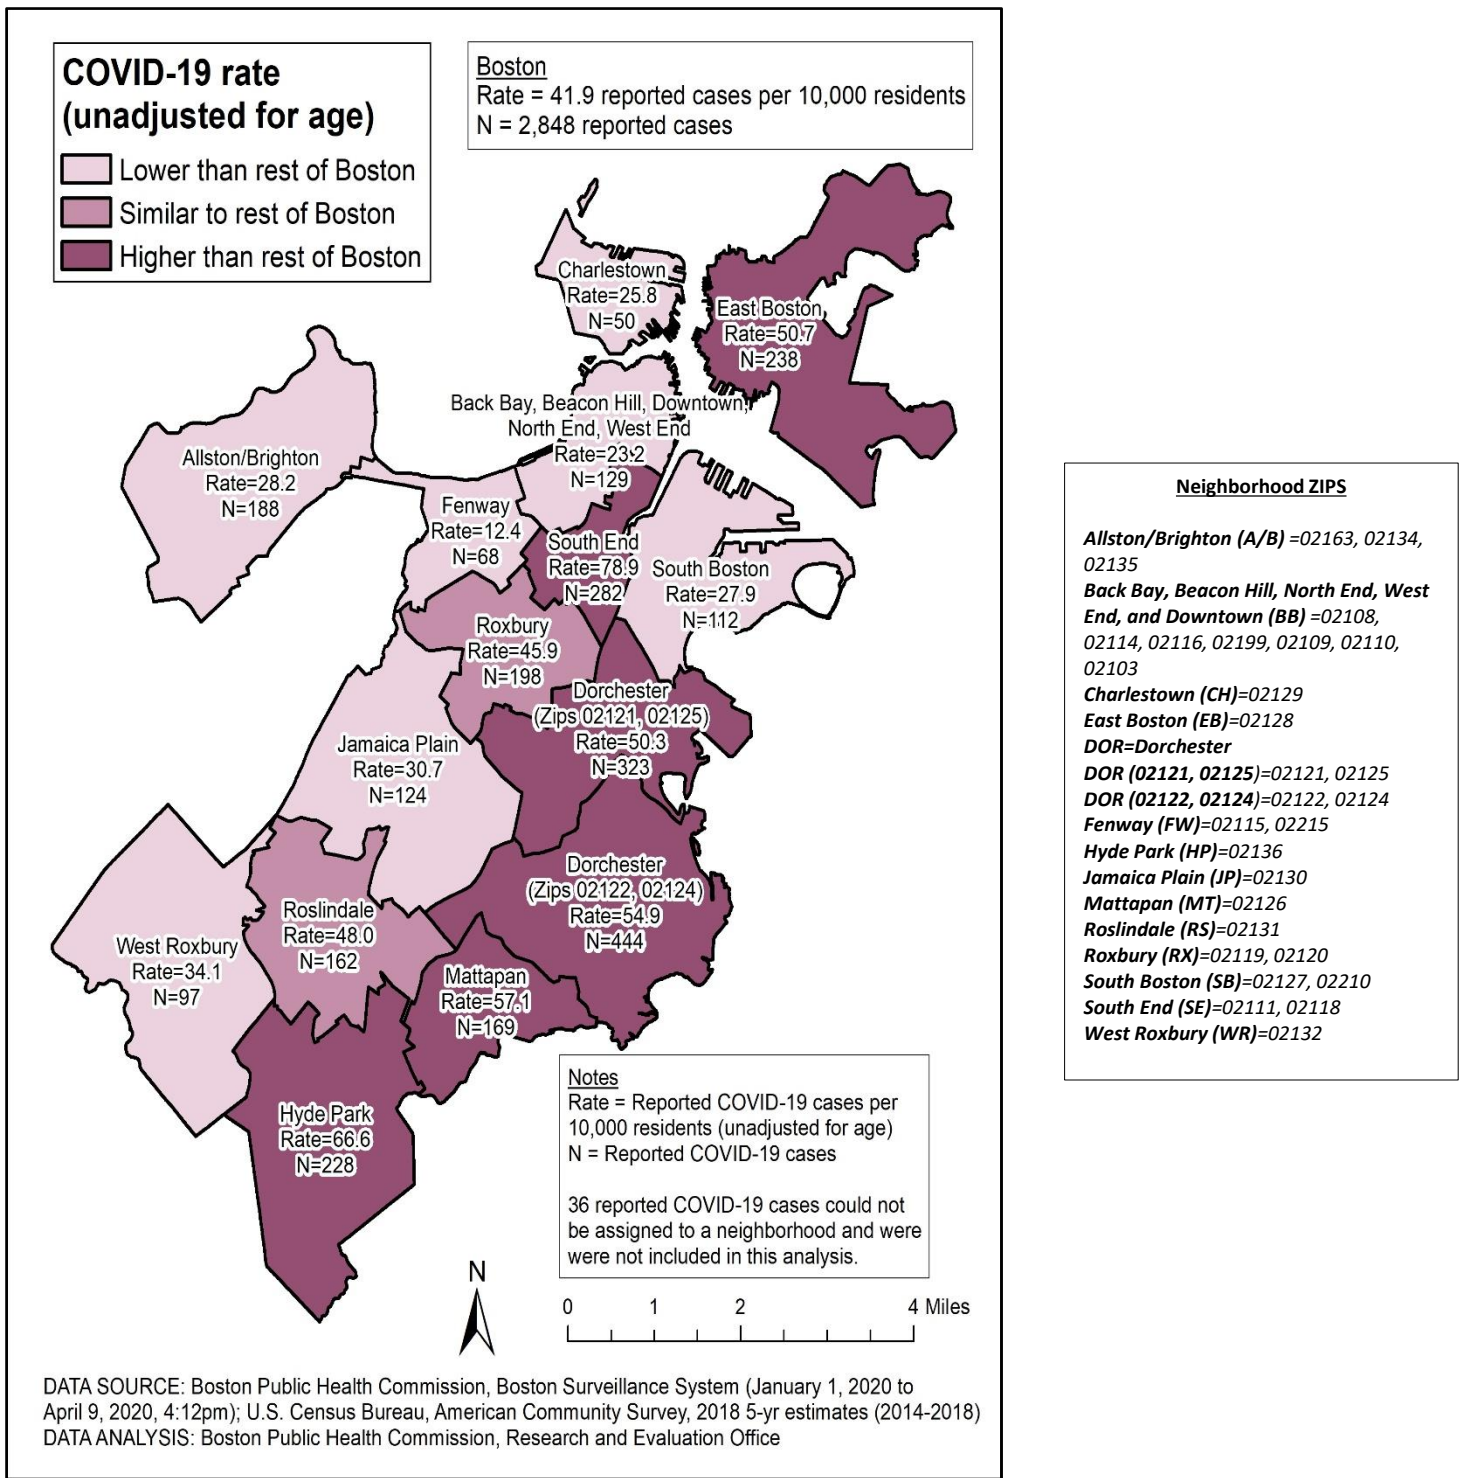 COVID-19 rate
(unadjusted for age)
Lower than rest of Boston
Similar to rest of Boston
Higher than rest of Boston
Boston
Rate = 41.9 reported cases per 10,000 residents
N = 2,848 reported cases
Charlestown
Rate=25.8
N=50
East Boston
Rate=50.7
N=238
Back Bay, Beacon Hill, Downtown,
North End, West End
Rate=23.2
N=129
Allston/Brighton
Rate=28.2
N=188
Fenway
Rate=12.4
N=68
South End
Rate=78.9
N=282
South Boston
Rate=27.9
N=112
Roxbury
Rate=45.9
N=198
Dorchester
(Zips 02121, 02125)
Rate=50.3
N=323
Jamaica Plain
Rate=30.7
N=124
Dorchester
(Zips 02122, 02124)
Rate=54.9
N=444
Roslindale
Rate=48.0
N=162
West Roxbury
Rate=34.1
N=97
Mattapan
Rate=57.1
N=169
Hyde Park
Rate=66.6
N=228
Notes
Rate = Reported COVID-19 cases per
10,000 residents (unadjusted for age)
N = Reported COVID-19 cases
36 reported COVID-19 cases could not
be assigned to a neighborhood and were
were not included in this analysis.
N
0 1 2 4 Miles
DATA SOURCE: Boston Public Health Commission, Boston Surveillance System (January 1, 2020 to
April 9, 2020, 4:12pm); U.S. Census Bureau, American Community Survey, 2018 5-yr estimates (2014-2018)
DATA ANALYSIS: Boston Public Health Commission, Research and Evaluation Office
Neighborhood ZIPS
Allston/Brighton (A/B) =02163, 02134,
02135
Back Bay, Beacon Hill, North End, West
End, and Downtown (BB) =02108,
02114, 02116, 02199, 02109, 02110,
02103
Charlestown (CH)=02129
East Boston (EB)=02128
DOR=Dorchester
DOR (02121, 02125)=02121, 02125
DOR (02122, 02124)=02122, 02124
Fenway (FW)=02115, 02215
Hyde Park (HP)=02136
Jamaica Plain (JP)=02130
Mattapan (MT)=02126
Roslindale (RS)=02131
Roxbury (RX)=02119, 02120
South Boston (SB)=02127, 02210
South End (SE)=02111, 02118
West Roxbury (WR)=02132